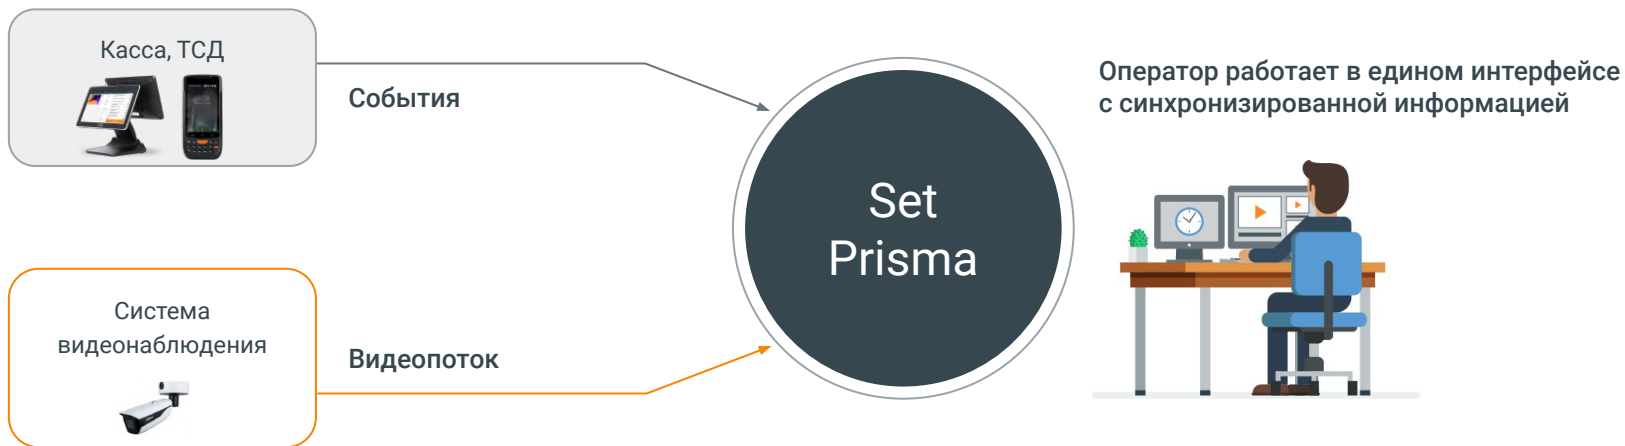 Касса, ТСД
События
Оператор работает в едином интерфейсе
с синхронизированной информацией
Set
Prisma
Система
видеонаблюдения
Видеопоток